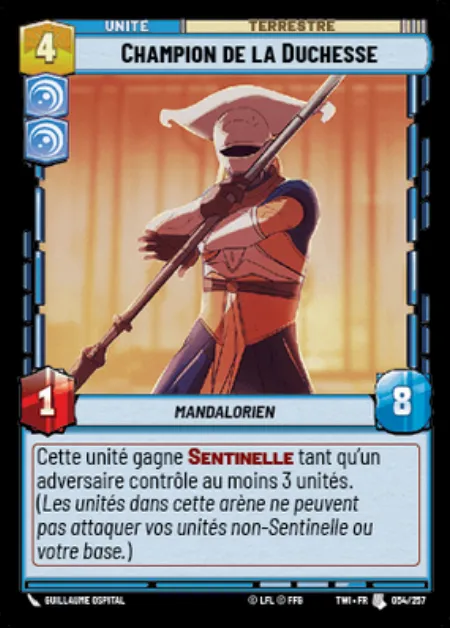 4
UNITÉ
TERRESTRE
CHAMPION DE LA DUCHESSE
1
MANDALORIEN
8
Cette unité gagne SENTINELLE tant qu'un
adversaire contrôle au moins 3 unités.
(Les unités dans cette arène ne peuvent
pas attaquer vos unités non-Sentinelle ou
votre base.)
GUILLAUME OSPITAL
© LFL © FFG
TWI • FR
054/257